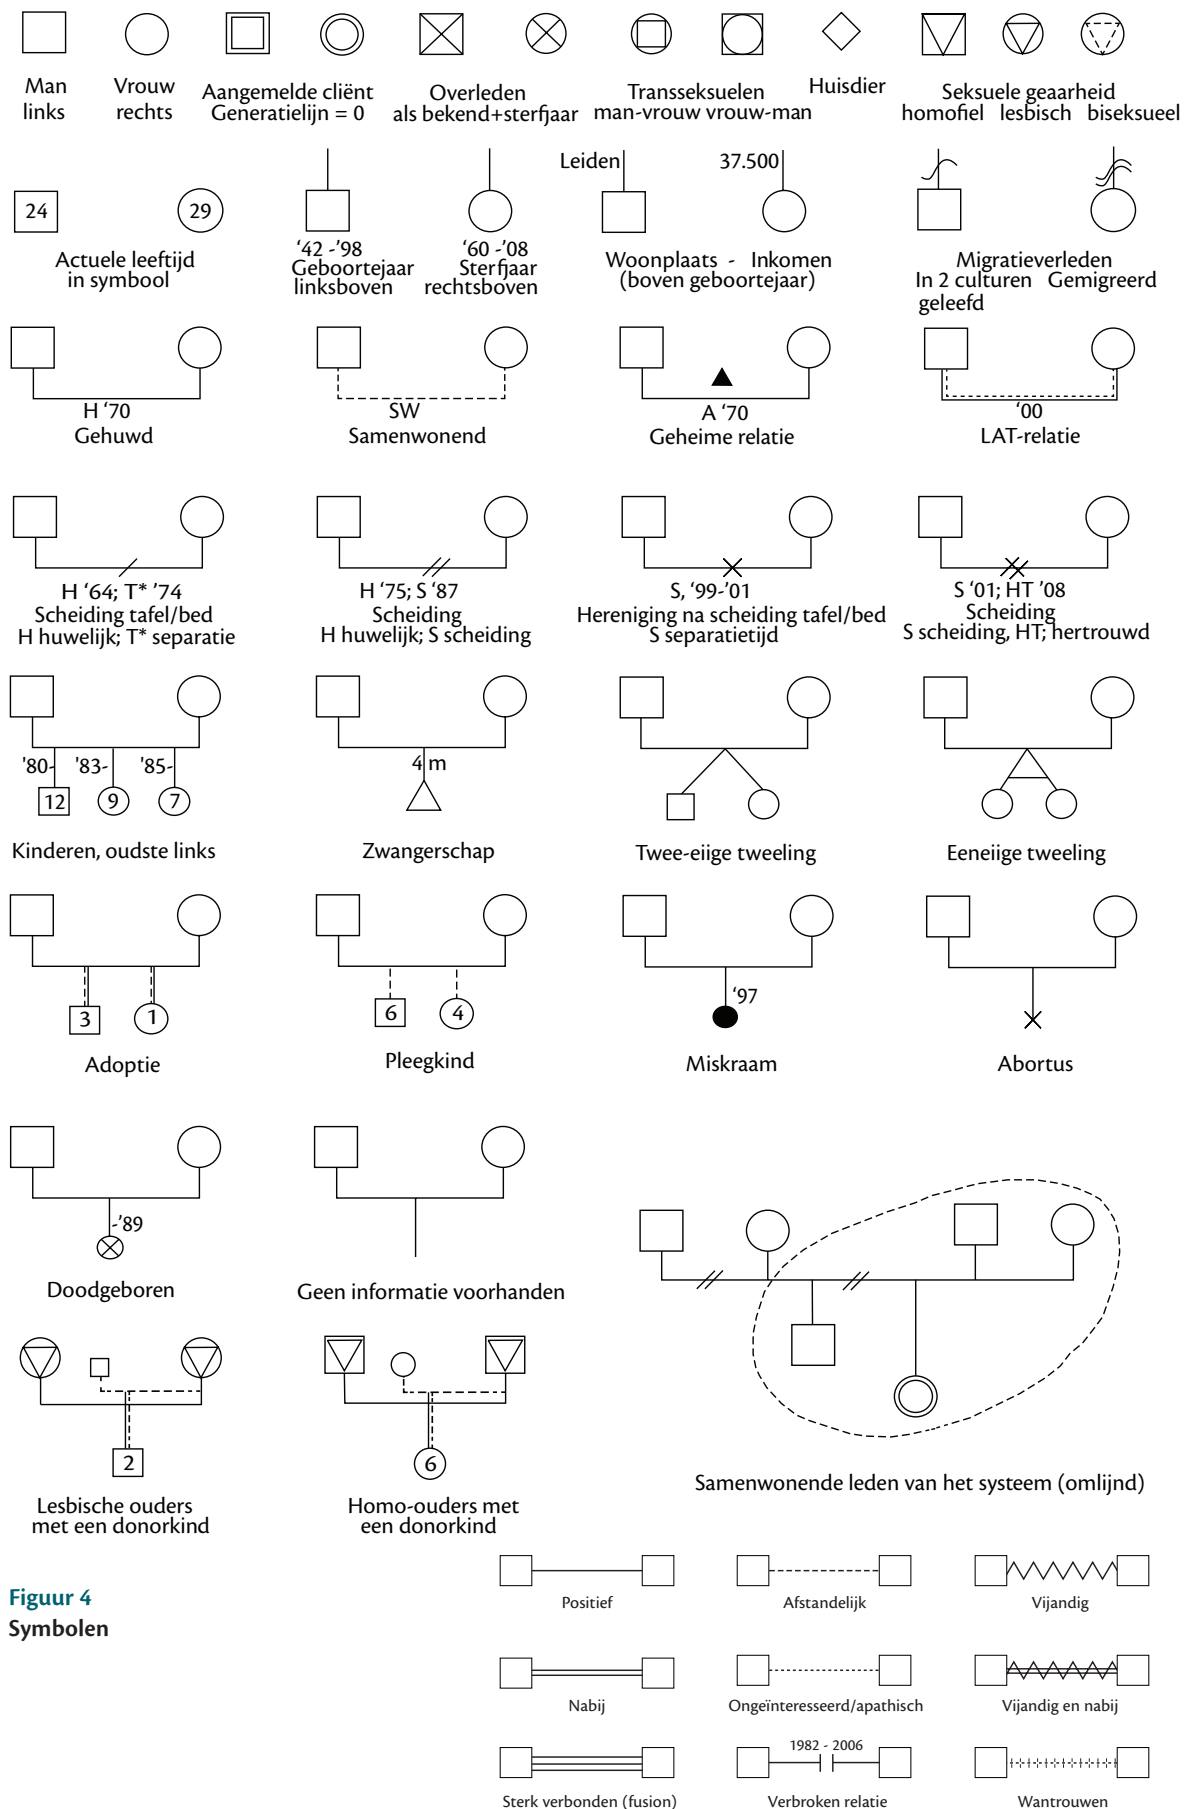 Man
links
Vrouw
rechts
Aangemelde cliënt
Generatielijn = 0
Overleden
als bekend+sterfjaar
Transseksuelen
man-vrouw vrouw-man
Huisdier
Seksuele geaarheid
homofiel lesbisch biseksueel
24
29
Actuele leeftijd
in symbool
‘42 -‘98
Geboortejaar
linksboven
‘60 -‘08
Sterfjaar
rechtsboven
Leiden
37.500
Woonplaats - Inkomen
(boven geboortejaar)
Migratieverleden
In 2 culturen Gemigreerd
geleefd
H ‘70
Gehuwd
SW
Samenwonend
A ‘70
Geheime relatie
‘00
LAT-relatie
H ‘64; T* ’74
Scheiding tafel/bed
H huwelijk; T* separatie
H ‘75; S ‘87
Scheiding
H huwelijk; S scheiding
S, ‘99-’01
Hereniging na scheiding tafel/bed
S separatietijd
S ‘01; HT ’08
Scheiding
S scheiding, HT; hertrouwd
'80-
'83-
'85-
12
9
7
Kinderen, oudste links
4 m
Zwangerschap
Twee-eiige tweeling
Eeneiige tweeling
3
1
Adoptie
6
4
Pleegkind
‘97
Miskraam
Abortus
-’89
Doodgeboren
Geen informatie voorhanden
2
Lesbische ouders
met een donorkind
6
Homo-ouders met
een donorkind
Samenwonende leden van het systeem (omlijnd)
Figuur 4
Symbolen
Positief
Afstandelijk
Vijandig
Nabij
Ongeïnteresseerd/apathisch
Vijandig en nabij
1982 - 2006
Sterk verbonden (fusion)
Verbroken relatie
Wantrouwen